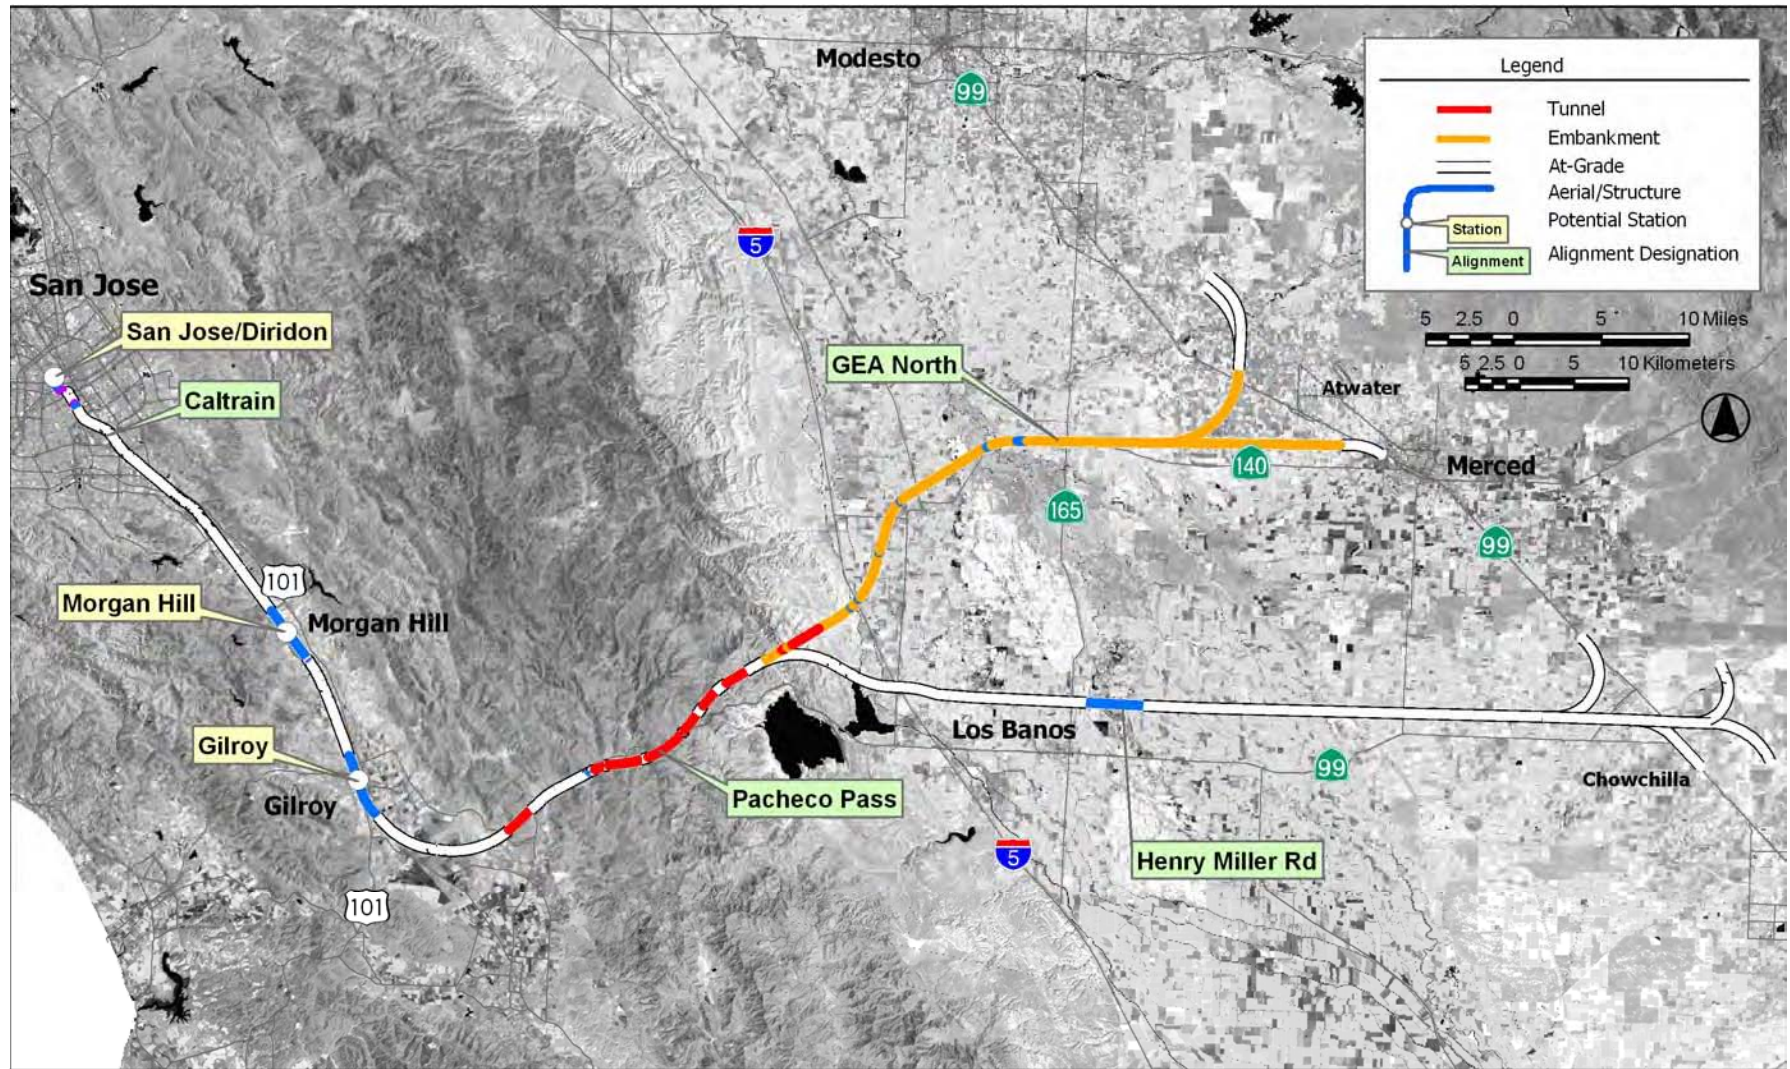 Modesto
99
Legend
Tunnel
Embankment
At-Grade
Aerial/Structure
Station
Potential Station
Alignment
Alignment Designation
5 2.5 0 5 10 Miles
5 2.5 0 5 10 Kilometers
5
San Jose
San Jose/Diridon
Caltrain
GEA North
Atwater
Merced
140
165
99
101
Morgan Hill
Morgan Hill
Gilroy
Gilroy
Los Banos
Pacheco Pass
99
Chowchilla
Henry Miller Rd
5
101